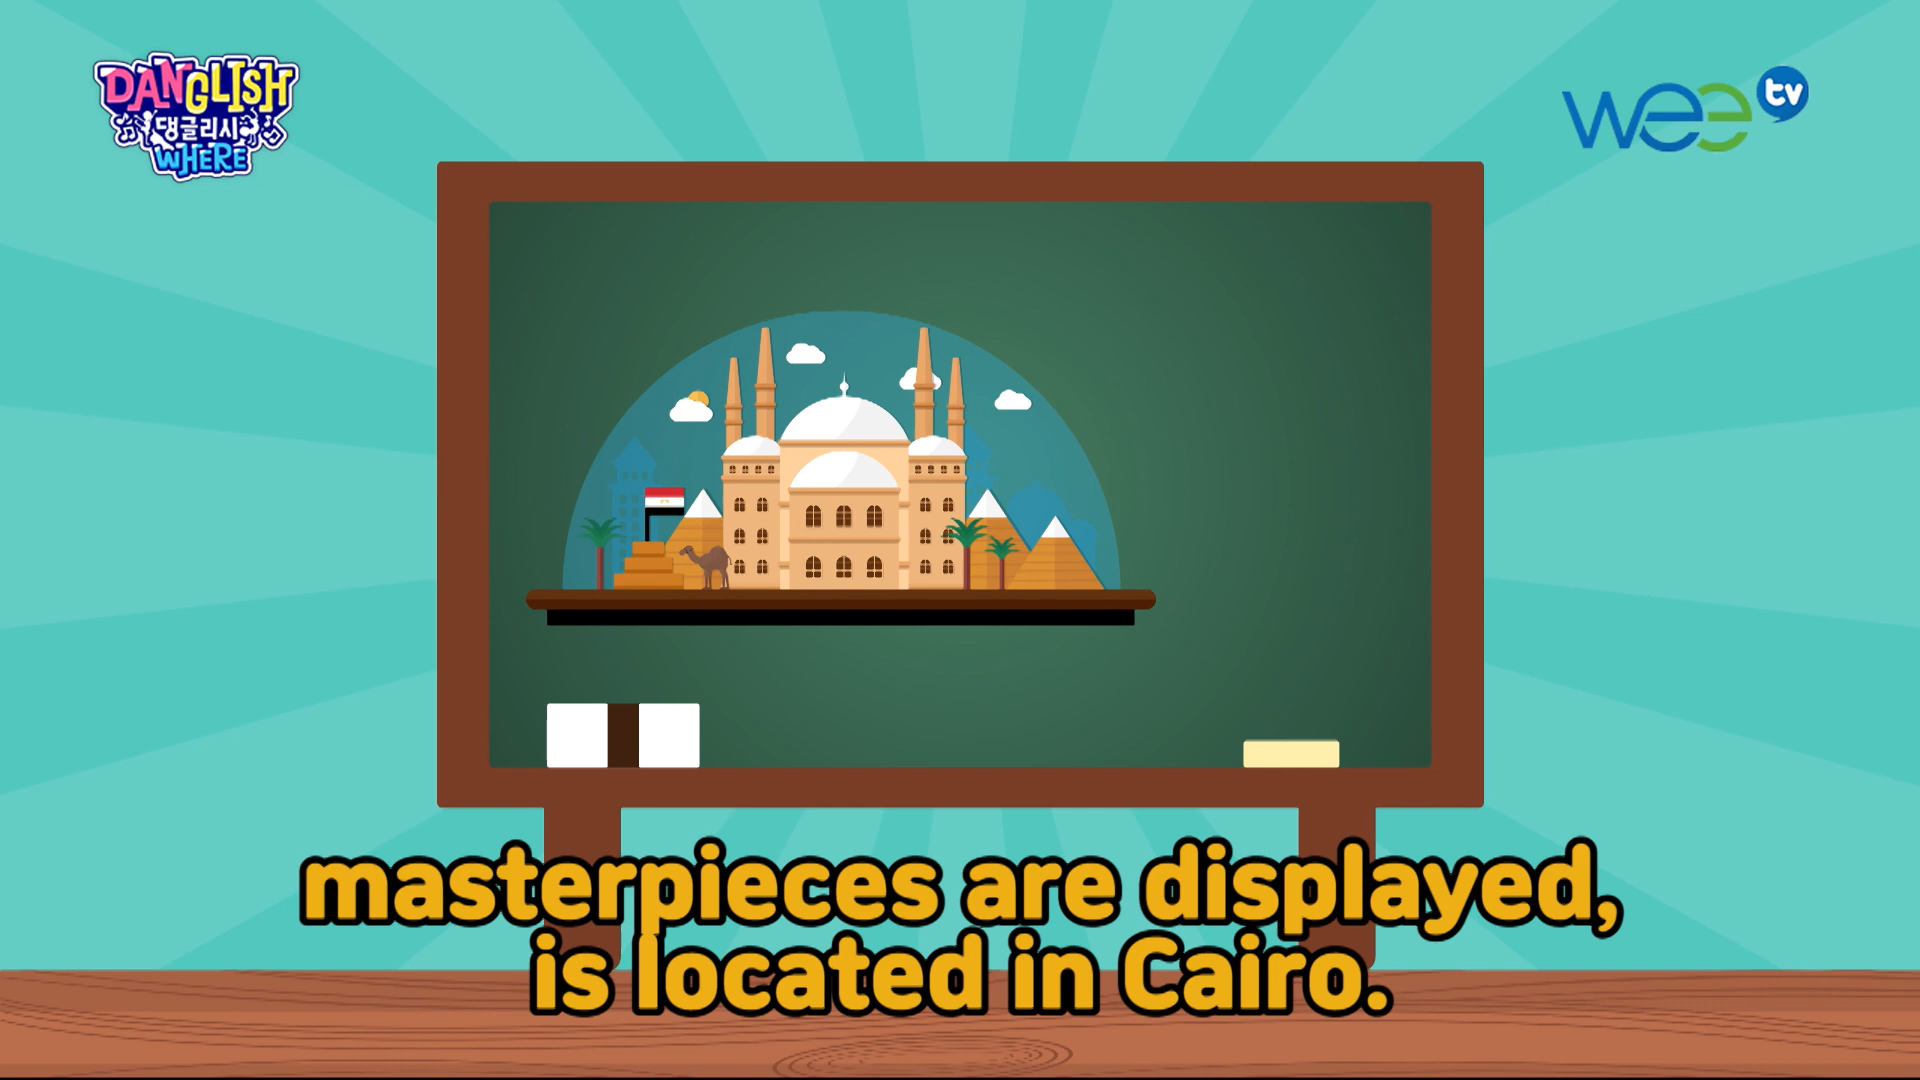 DANGLISH
댕글리시
WHERE
wee tv
masterpieces are displayed,
is located in Cairo.